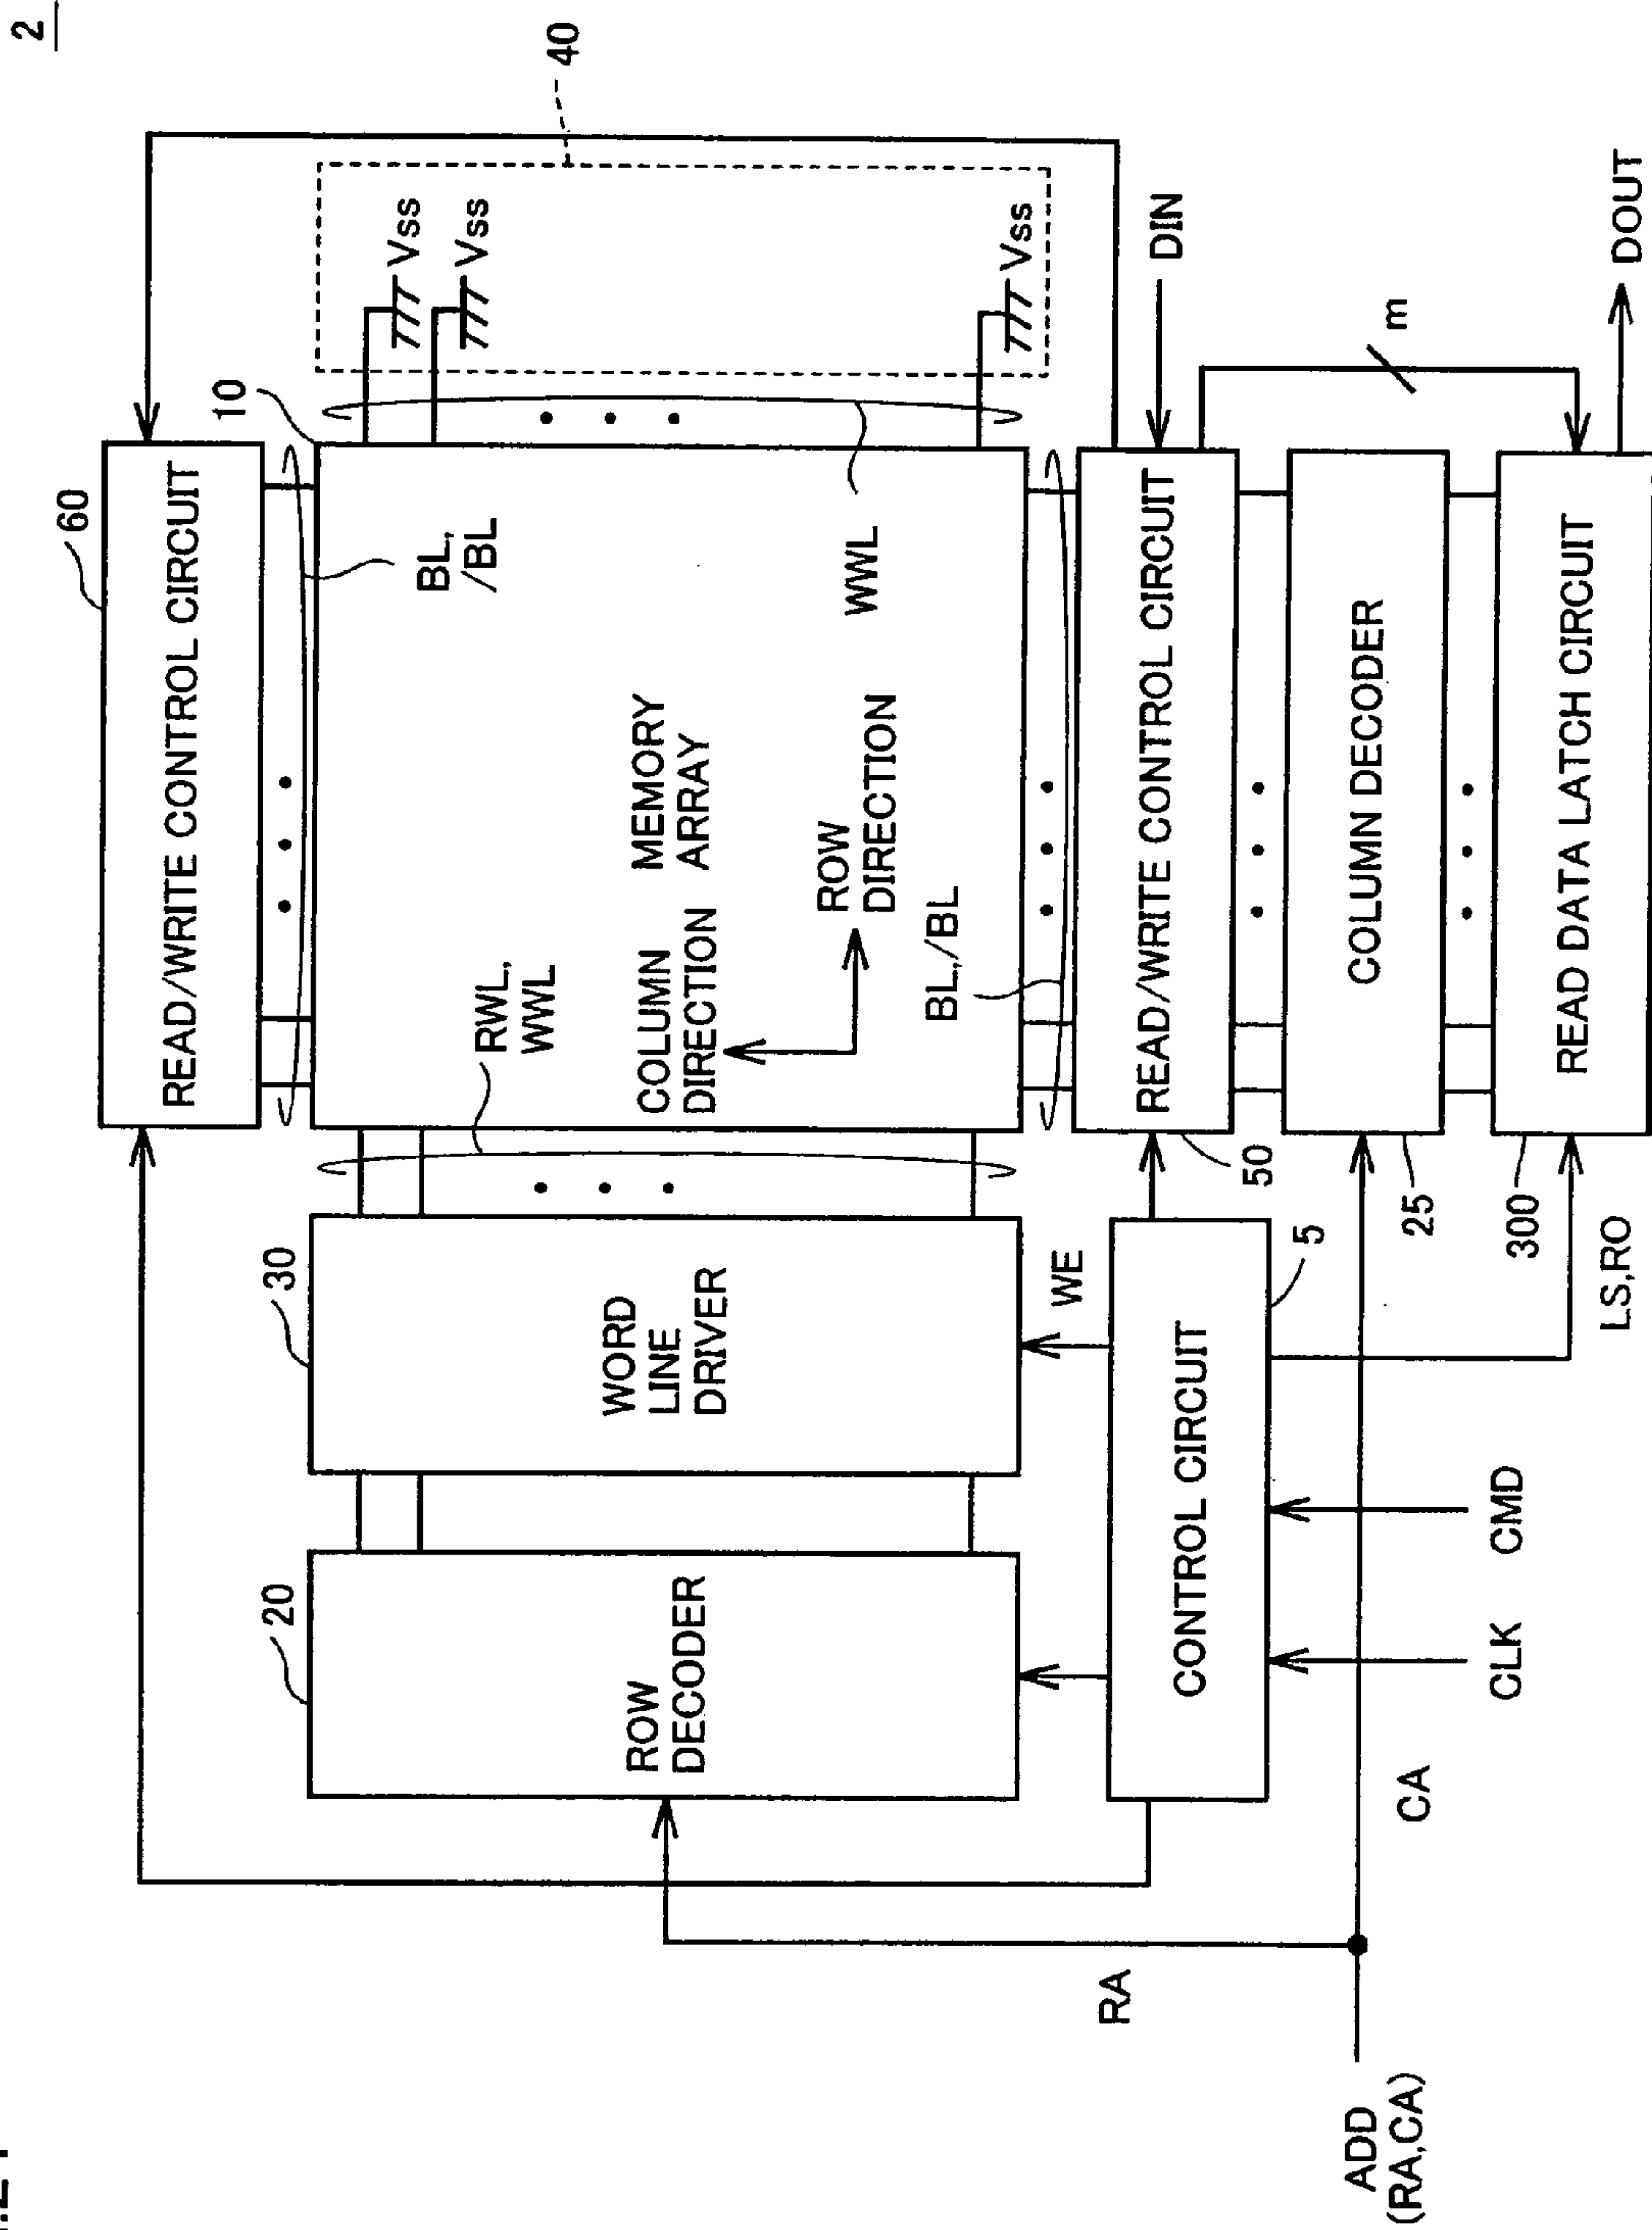 2
60
READ/WRITE CONTROL CIRCUIT
40
10
BL,
/BL
Vss
Vss
Vss
20
ROW
DECODER
30
WORD
LINE
DRIVER
RWL,
WWL
COLUMN
DIRECTION
MEMORY
ARRAY
ROW
DIRECTION
WWL
BL,/BL
RA
WE
CONTROL CIRCUIT
5
READ/WRITE CONTROL CIRCUIT
50
DIN
COLUMN DECODER
25
m
ADD
(RA,CA)
CA
CLK
CMD
LS,RO
300
READ DATA LATCH CIRCUIT
DOUT